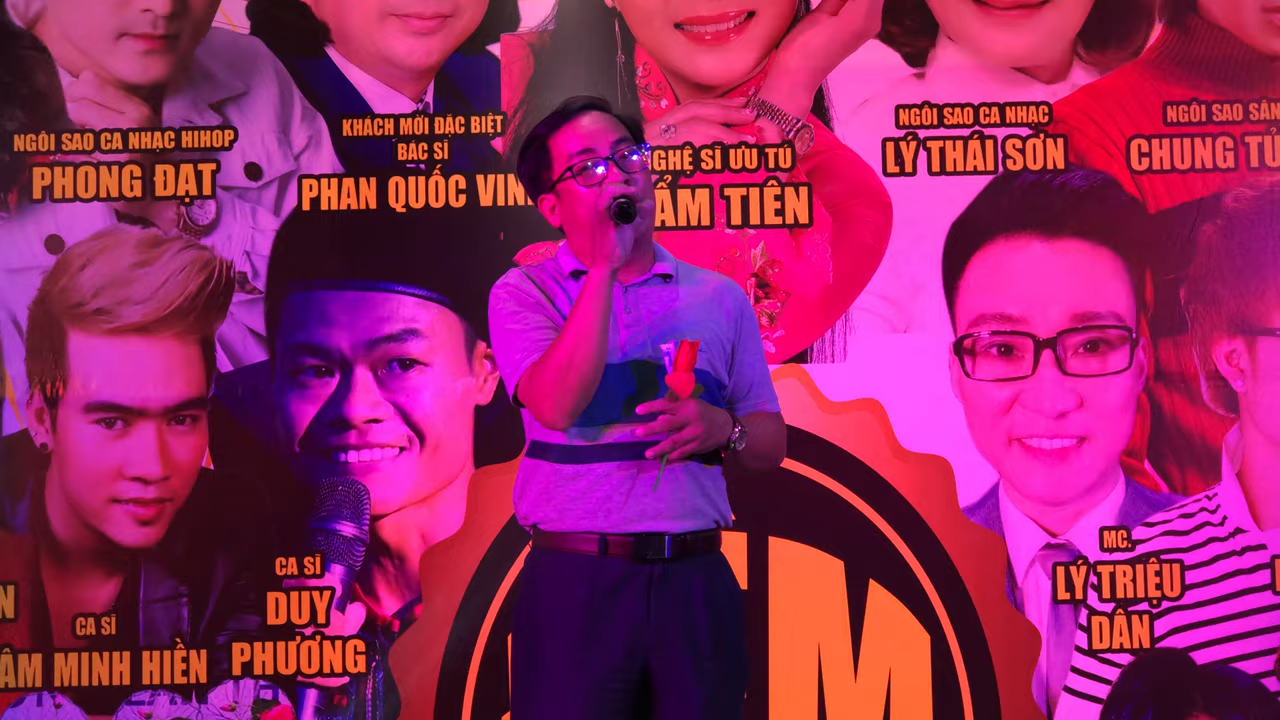 NGÔI SAO CA NHẠC HIHOP
PHONG ĐẠT
KHÁCH MỜI ĐẶC BIỆT
BÁC SĨ
PHAN QUỐC VIN
GHỆ SĨ ƯU TÚ
ẨM TIÊN
NGÔI SAO CA NHẠC
LÝ THÁI SƠN
NGÔI SAO SÂN
CHUNG TỬ
CA SĨ
ÂM MINH HIỀN
CA SĨ
DUY
PHƯƠNG
MC.
LÝ TRIỆU
DÂN